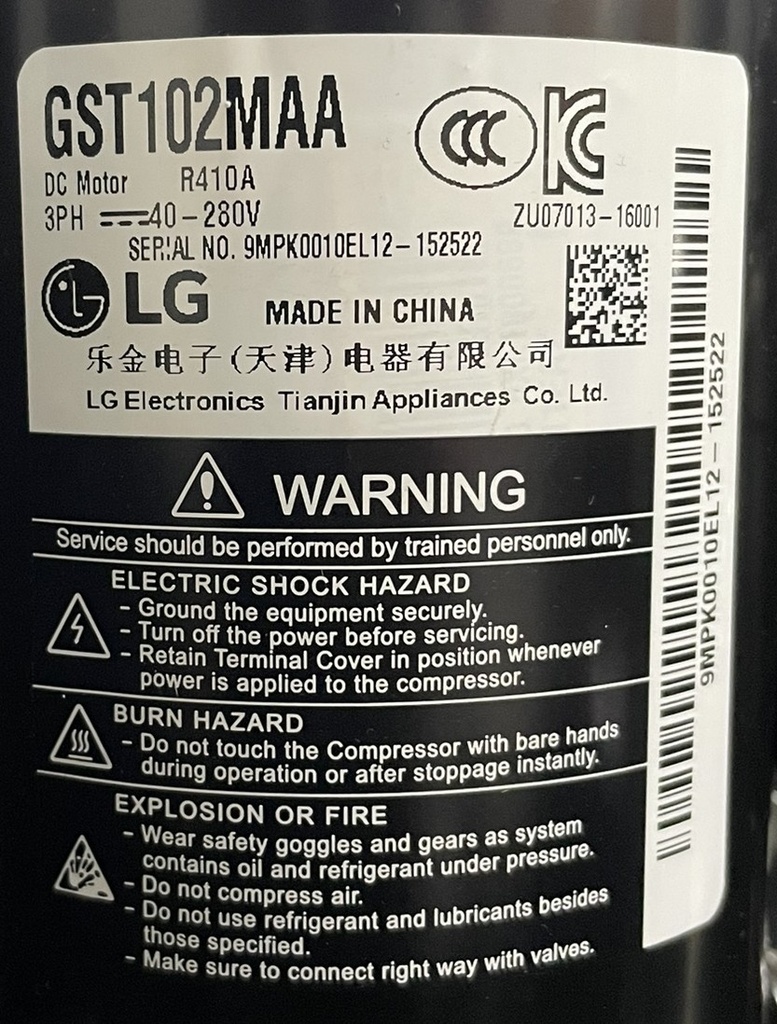 GST102MAA
CCC
DC Motor R410A
3PH 40-280V
ZU07013-16001
SERIAL NO. 9MPK0010EL12-152522
LG
MADE IN CHINA
乐金电子(天津)电器有限公司
LG Electronics Tianjin Appliances Co. Ltd.
9MPK0010EL12-152522
WARNING
Service should be performed by trained personnel only.
ELECTRIC SHOCK HAZARD
- Ground the equipment securely.
- Turn off the power before servicing.
- Retain Terminal Cover in position whenever
power is applied to the compressor.
BURN HAZARD
- Do not touch the Compressor with bare hands
during operation or after stoppage instantly.
EXPLOSION OR FIRE
- Wear safety goggles and gears as system
contains oil and refrigerant under pressure.
- Do not compress air.
- Do not use refrigerant and lubricants besides
those specified.
- Make sure to connect right way with valves.